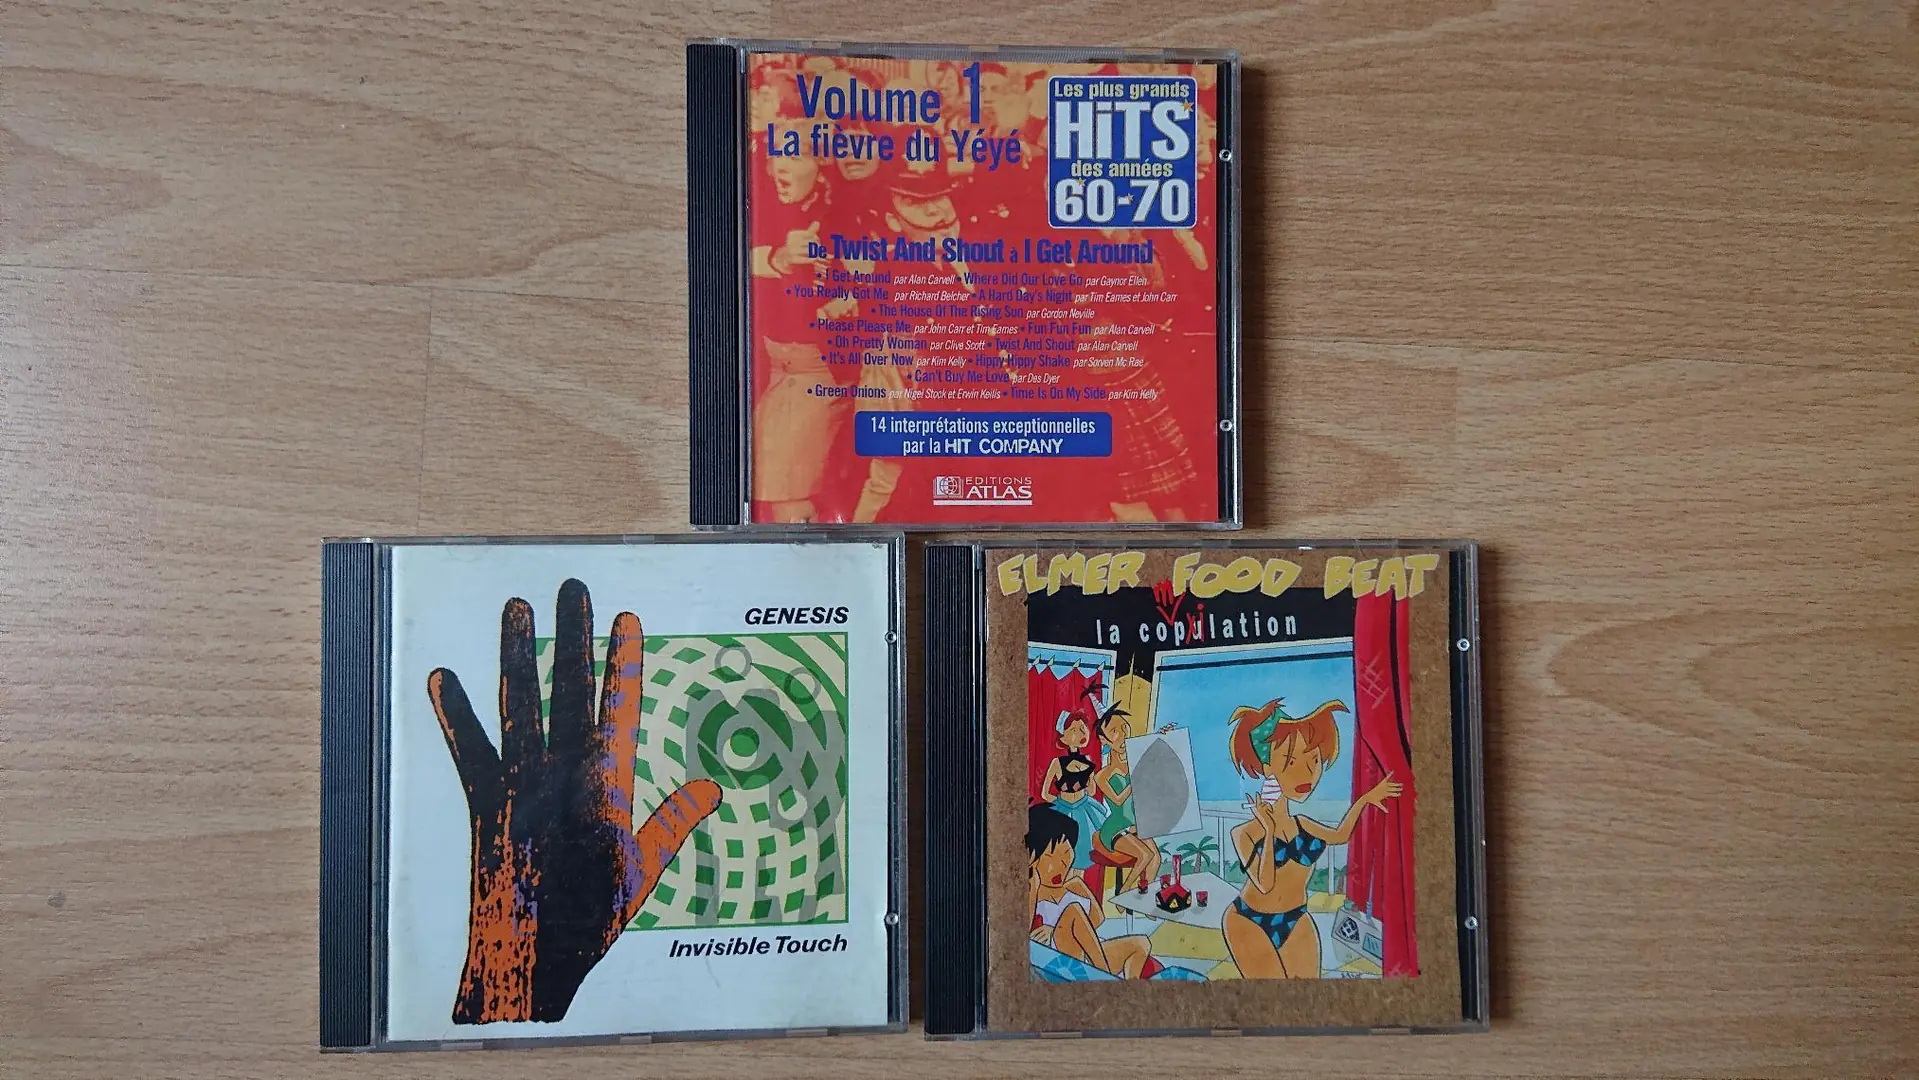 Volume 1
La fièvre du Yéyé
Les plus grands
HiTS
des années
60-70
De Twist And Shout à I Get Around
• I Get Around par Alan Carvell • Where Did Our Love Go par Gaynor Ellen
• You Really Got Me par Richard Belcher • A Hard Day's Night par Tim Eames et John Carr
• The House Of The Rising Sun par Gordon Neville
• Please Please Me par John Carr et Tim Eames • Fun Fun Fun par Alan Carvell
• Oh Pretty Woman par Clive Scott • Twist And Shout par Alan Carvell
• It's All Over Now par Kim Kelly • Hippy Hippy Shake par Sorven Mc Rae
• Can't Buy Me Love par Des Dyer
• Green Onions par Nigel Stock et Erwin Keilis • Time Is On My Side par Kim Kelly
14 interprétations exceptionnelles
par la HIT COMPANY
EDITIONS
ATLAS
GENESIS
Invisible Touch
ELMER FOOD BEAT
m
xi
la copulation